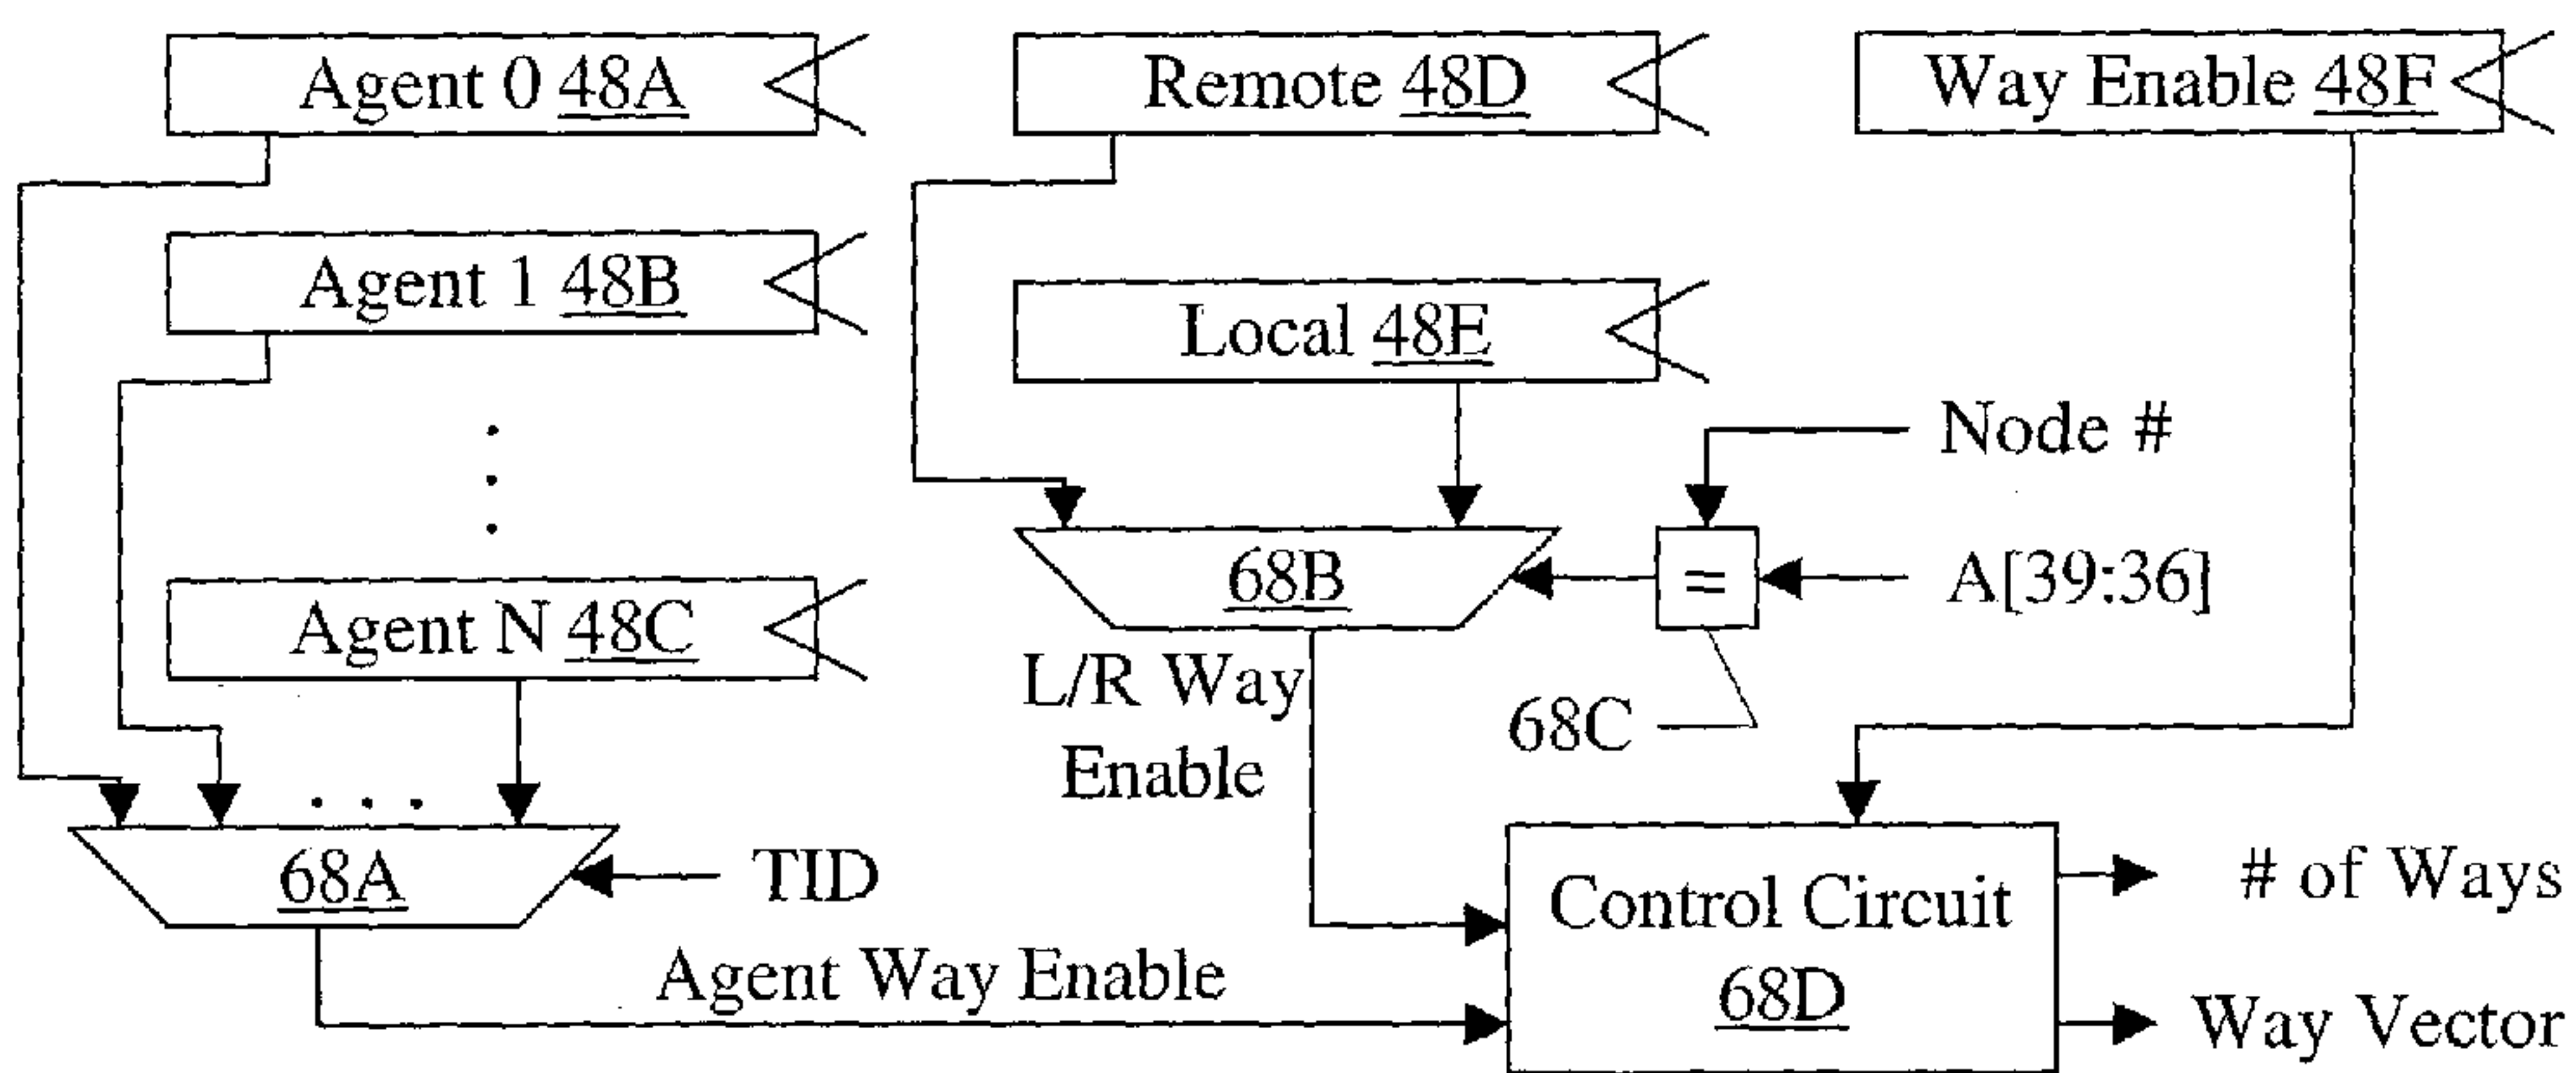 Agent 0 48A
Remote 48D
Way Enable 48F
Agent 1 48B
Local 48E
Node #
Agent N 48C
68B
=
A[39:36]
L/R Way
Enable
68C
68A
TID
Agent Way Enable
Control Circuit
68D
# of Ways
Way Vector